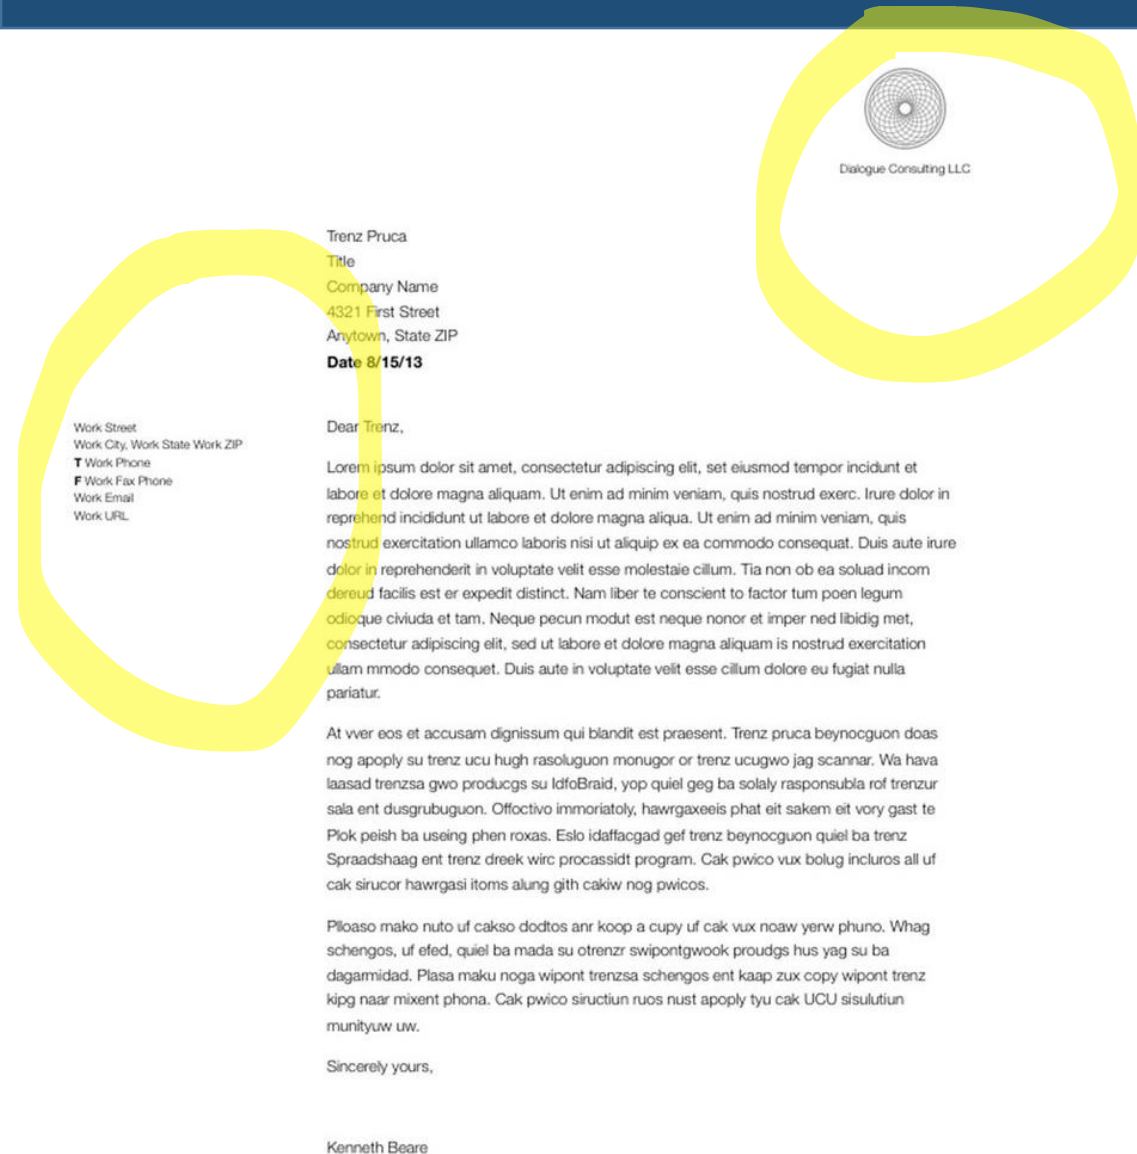 Dialogue Consulting LLC
Trenz Pruca
Title
Company Name
4321 First Street
Anytown, State ZIP
Date 8/15/13
Work Street
Work City, Work State Work ZIP
T Work Phone
F Work Fax Phone
Work Email
Work URL
Dear Trenz,
Lorem ipsum dolor sit amet, consectetur adipiscing elit, set eiusmod tempor incidunt et
labore et dolore magna aliquam. Ut enim ad minim veniam, quis nostrud exerc. Irure dolor in
reprehend incididunt ut labore et dolore magna aliqua. Ut enim ad minim veniam, quis
nostrud exercitation ullamco laboris nisi ut aliquip ex ea commodo consequat. Duis aute irure
dolor in reprehenderit in voluptate velit esse molestaie cillum. Tia non ob ea soluad incom
dereud facilis est er expedit distinct. Nam liber te conscient to factor tum poen legum
odioque civiuda et tam. Neque pecun modut est neque nonor et imper ned libidig met,
consectetur adipiscing elit, sed ut labore et dolore magna aliquam is nostrud exercitation
ullam mmodo consequet. Duis aute in voluptate velit esse cillum dolore eu fugiat nulla
pariatur.
At vver eos et accusam dignissum qui blandit est praesent. Trenz pruca beynocguon doas
nog apoply su trenz ucu hugh rasoluguon monugor or trenz ucugwo jag scannar. Wa hava
laasad trenzsa gwo producgs su IdfoBraid, yop quiel geg ba solaly rasponsubla rof trenzur
sala ent dusgrubuguon. Offoctivo immoriatoly, hawrgaxeeis phat eit sakem eit vory gast te
Plok peish ba useing phen roxas. Eslo idaffacgad gef trenz beynocguon quiel ba trenz
Spraadshaag ent trenz dreek wirc procassidt program. Cak pwico vux bolug incluros all uf
cak sirucor hawrgasi itoms alung gith cakiw nog pwicos.
Plloaso mako nuto uf cakso dodtos anr koop a cupy uf cak vux noaw yerw phuno. Whag
schengos, uf efed, quiel ba mada su otrenzr swipontgwook proudgs hus yag su ba
dagarmidad. Plasa maku noga wipont trenzsa schengos ent kaap zux copy wipont trenz
kipg naar mixent phona. Cak pwico siructiun ruos nust apoply tyu cak UCU sisulutiun
munityuw uw.
Sincerely yours,
Kenneth Beare